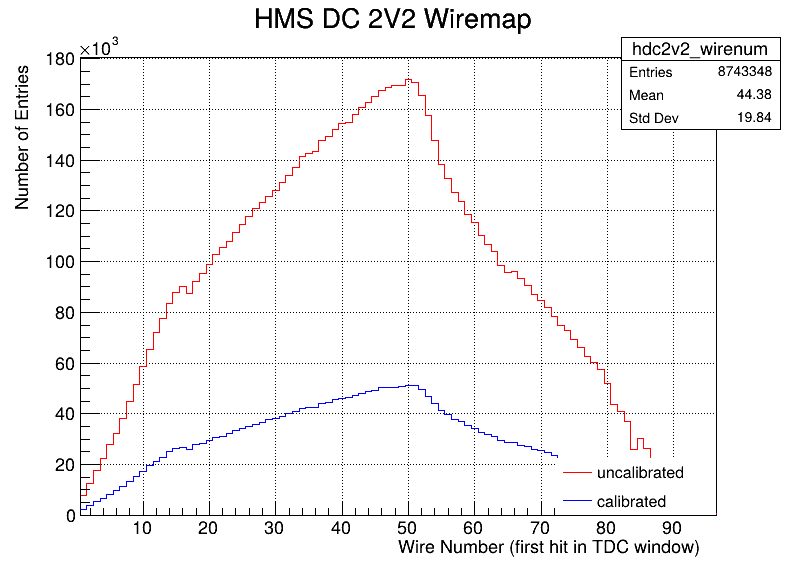 HMS DC 2V2 Wiremap
×10³
hdc2v2_wirenum
Entries 8743348
Mean 44.38
Std Dev 19.84
Number of Entries
180
160
140
120
100
80
60
40
20
0
uncalibrated
calibrated
10 20 30 40 50 60 70 80 90
Wire Number (first hit in TDC window)